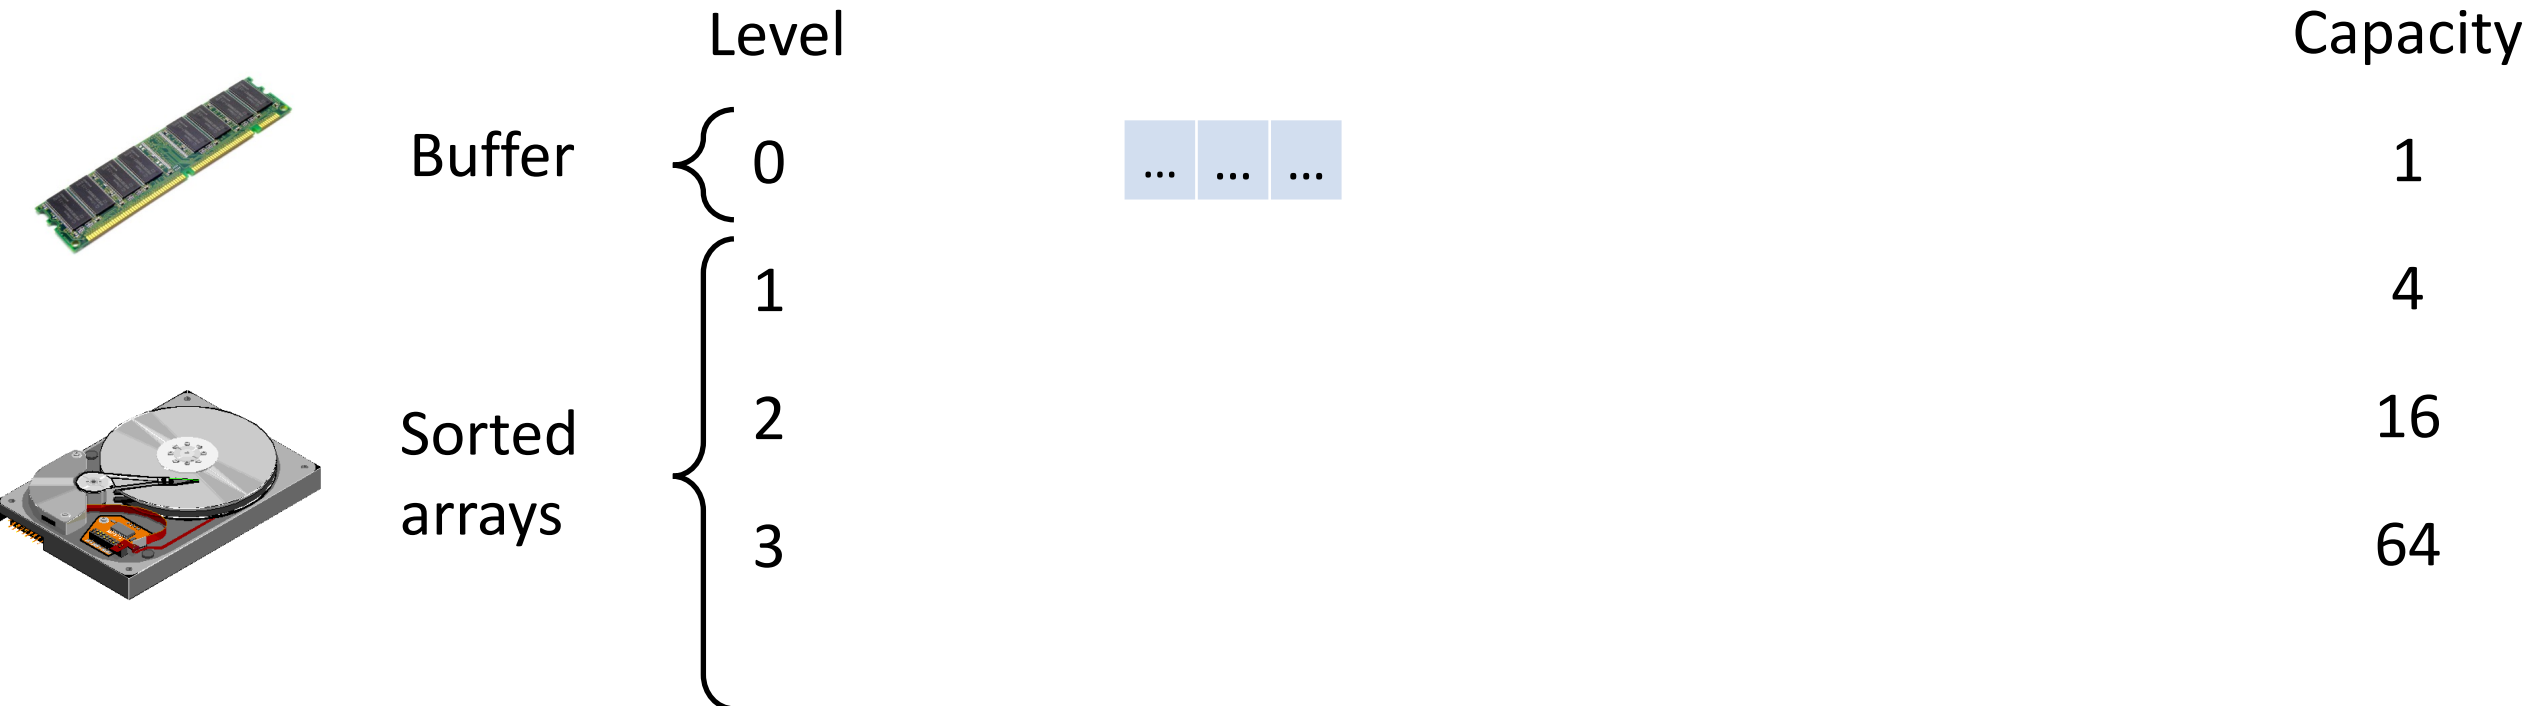 Level Capacity
Buffer 0 ... ... ... 1
1 4
2 16
Sorted
arrays
3 64